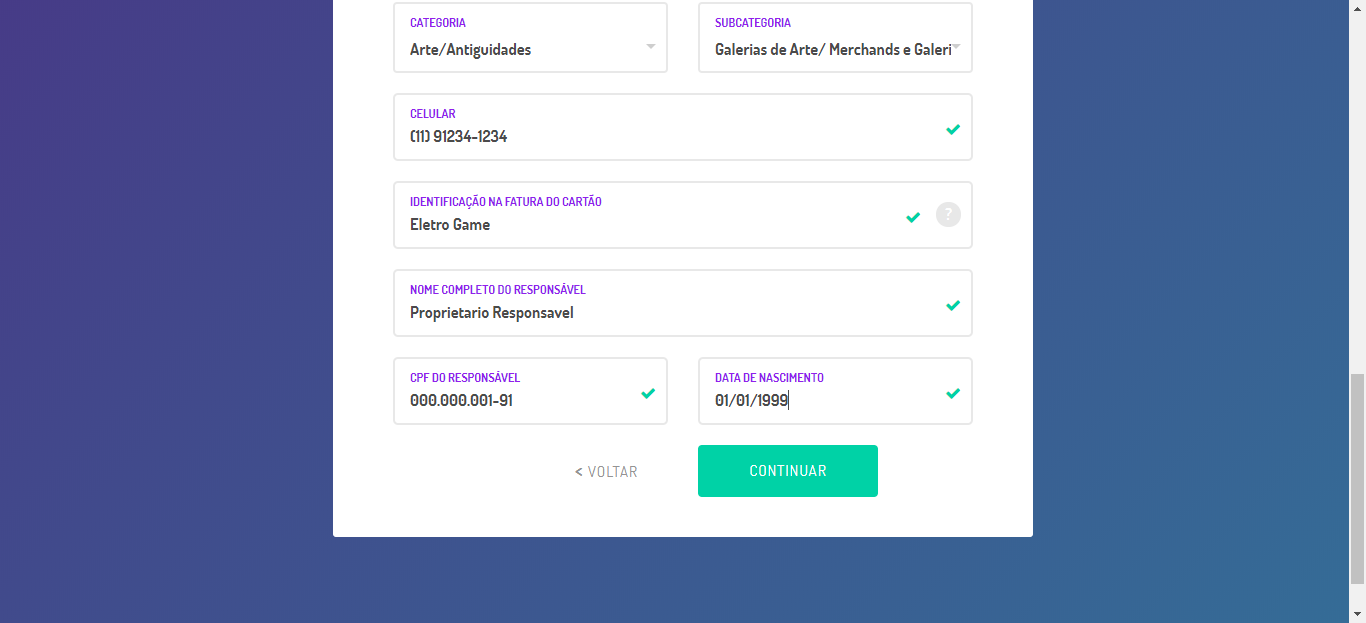 CATEGORIA
Arte/Antiguidades
SUBCATEGORIA
Galerias de Arte/ Merchands e Galeri
CELULAR
(11) 91234-1234
IDENTIFICAÇÃO NA FATURA DO CARTÃO
Eletro Game
?
NOME COMPLETO DO RESPONSÁVEL
Proprietario Responsavel
CPF DO RESPONSÁVEL
000.000.001-91
DATA DE NASCIMENTO
01/01/1999
< VOLTAR
CONTINUAR